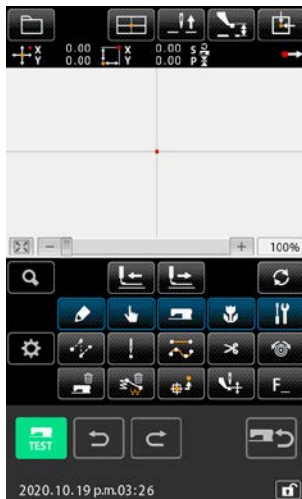 X 0.00 X 0.00 S
Y 0.00 Y 0.00 P
100%
F_
TEST
2020.10.19 p.m.03:26